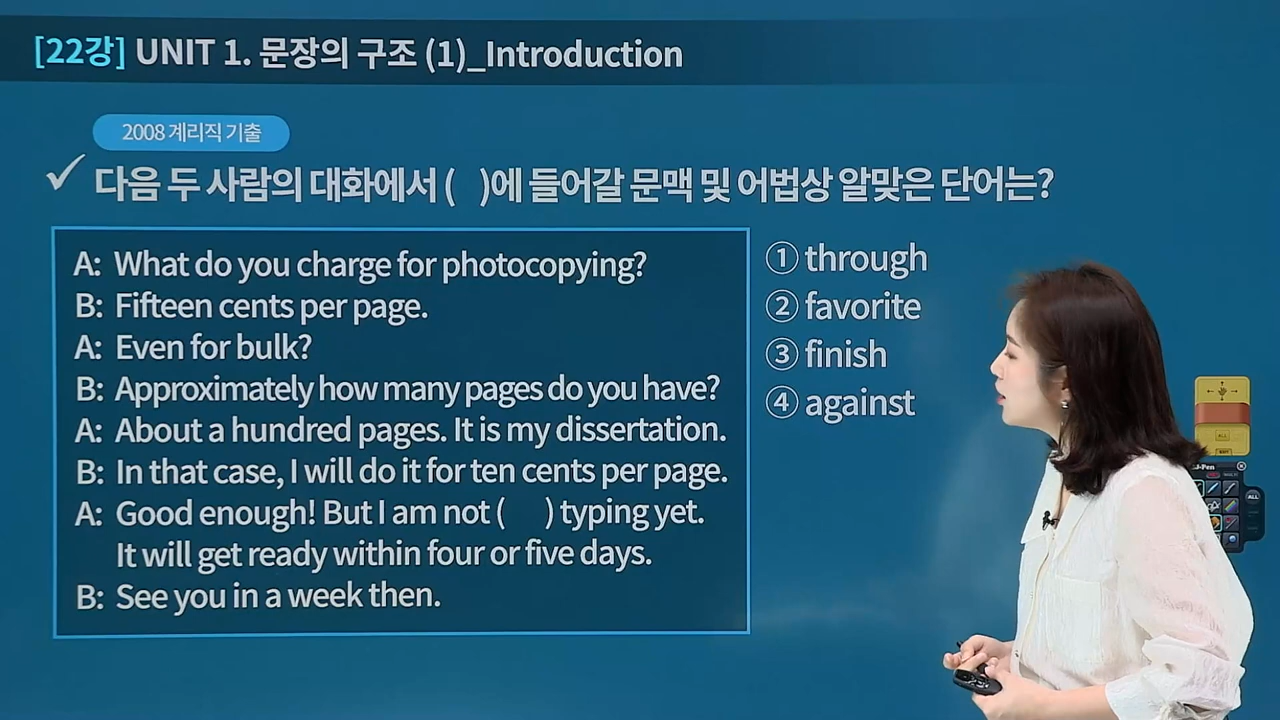 [22강] UNIT 1. 문장의 구조 (1)_Introduction
2008 계리직 기출
다음 두 사람의 대화에서 ( )에 들어갈 문맥 및 어법상 알맞은 단어는?
A: What do you charge for photocopying?
B: Fifteen cents per page.
A: Even for bulk?
B: Approximately how many pages do you have?
A: About a hundred pages. It is my dissertation.
B: In that case, I will do it for ten cents per page.
A: Good enough! But I am not ( ) typing yet.
It will get ready within four or five days.
B: See you in a week then.
① through
② favorite
③ finish
④ against
ALL